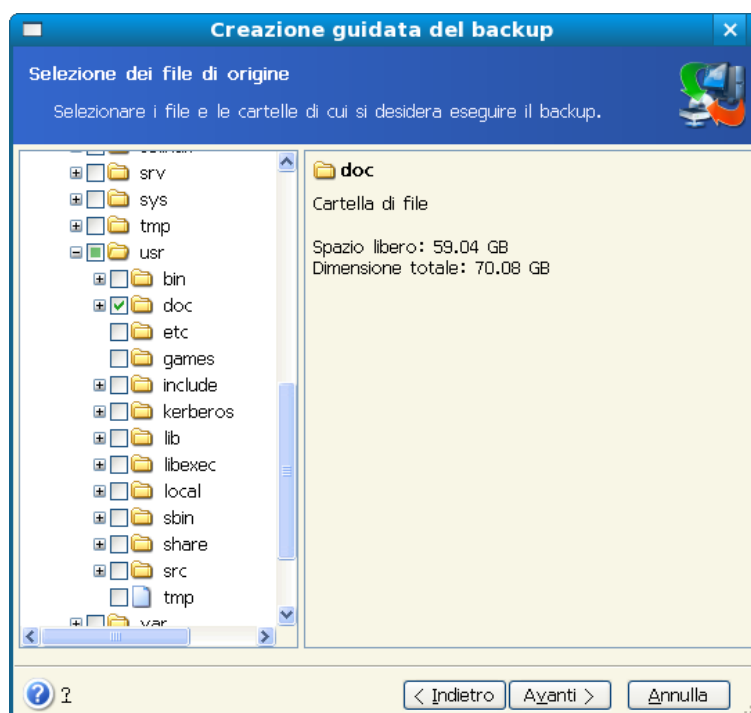 Creazione guidata del backup
Selezione dei file di origine
Selezionare i file e le cartelle di cui si desidera eseguire il backup.
srv
sys
tmp
usr
bin
doc
etc
games
include
kerberos
lib
libexec
local
sbin
share
src
tmp
var
doc
Cartella di file
Spazio libero: 59.04 GB
Dimensione totale: 70.08 GB
?
< Indietro
Avanti >
Annulla